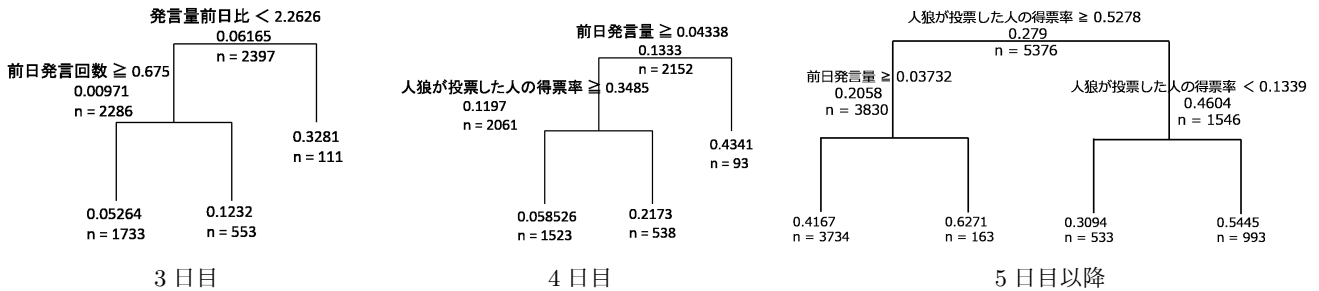 発言量前日比 < 2.2626
0.06165
n = 2397
前日発言回数 ≧ 0.675
0.00971
n = 2286
0.3281
n = 111
0.05264
n = 1733
0.1232
n = 553
3 日目
前日発言量 ≧ 0.04338
0.1333
n = 2152
人狼が投票した人の得票率 ≧ 0.3485
0.1197
n = 2061
0.4341
n = 93
0.058526
n = 1523
0.2173
n = 538
4 日目
人狼が投票した人の得票率 ≥ 0.5278
0.279
n = 5376
前日発言量 ≥ 0.03732
0.2058
n = 3830
人狼が投票した人の得票率 < 0.1339
0.4604
n = 1546
0.4167
n = 3734
0.6271
n = 163
0.3094
n = 533
0.5445
n = 993
5 日目以降